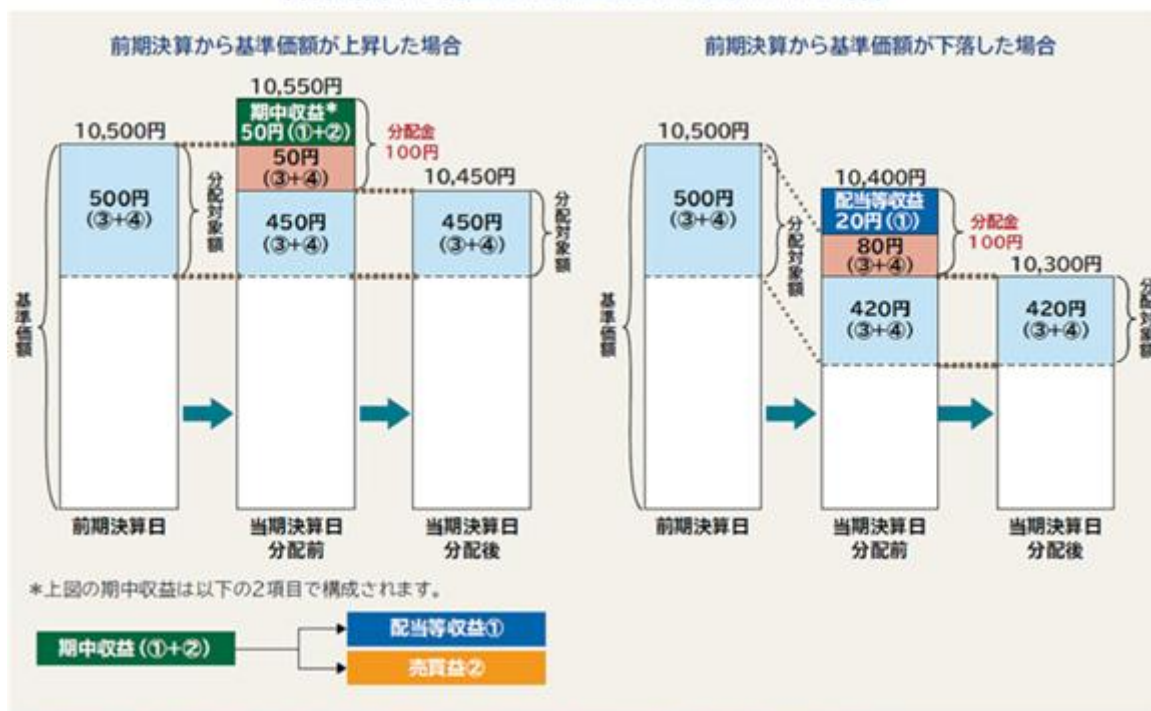 前期決算から基準価額が上昇した場合
10,500円
500円
(③+④)
分配対象額
基準価額
前期決算日
10,550円
期中収益*
50円(①+②)
50円
(③+④)
450円
(③+④)
分配金
100円
当期決算日
分配前
10,450円
450円
(③+④)
分配対象額
当期決算日
分配後
前期決算から基準価額が下落した場合
10,500円
500円
(③+④)
分配対象額
基準価額
前期決算日
10,400円
配当等収益
20円(①)
80円
(③+④)
420円
(③+④)
分配金
100円
当期決算日
分配前
10,300円
420円
(③+④)
分配対象額
当期決算日
分配後
*上図の期中収益は以下の2項目で構成されます。
期中収益(①+②)
配当等収益①
売買益②